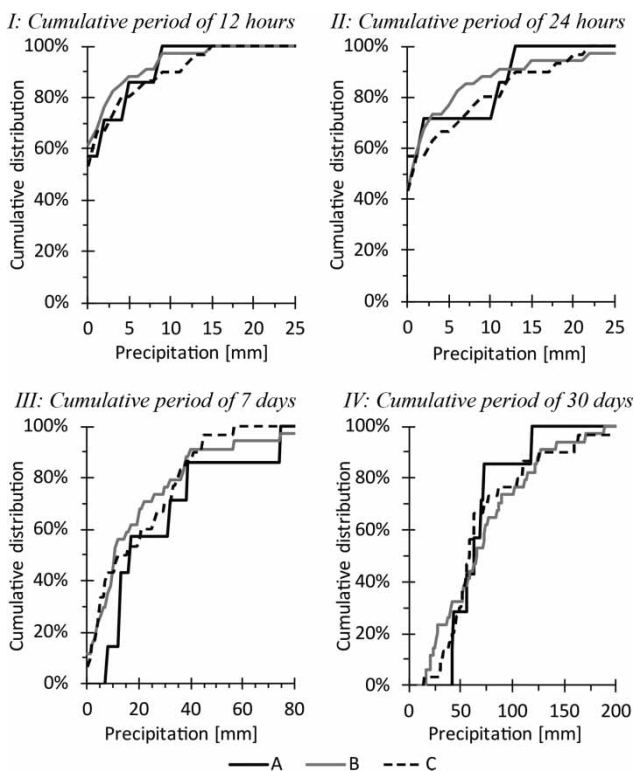 I: Cumulative period of 12 hours
100%
80%
60%
40%
20%
0%
Cumulative distribution
0 5 10 15 20 25
Precipitation [mm]
II: Cumulative period of 24 hours
100%
80%
60%
40%
20%
0%
Cumulative distribution
0 5 10 15 20 25
Precipitation [mm]
III: Cumulative period of 7 days
100%
80%
60%
40%
20%
0%
Cumulative distribution
0 20 40 60 80
Precipitation [mm]
IV: Cumulative period of 30 days
100%
80%
60%
40%
20%
0%
Cumulative distribution
0 50 100 150 200
Precipitation [mm]
A B C